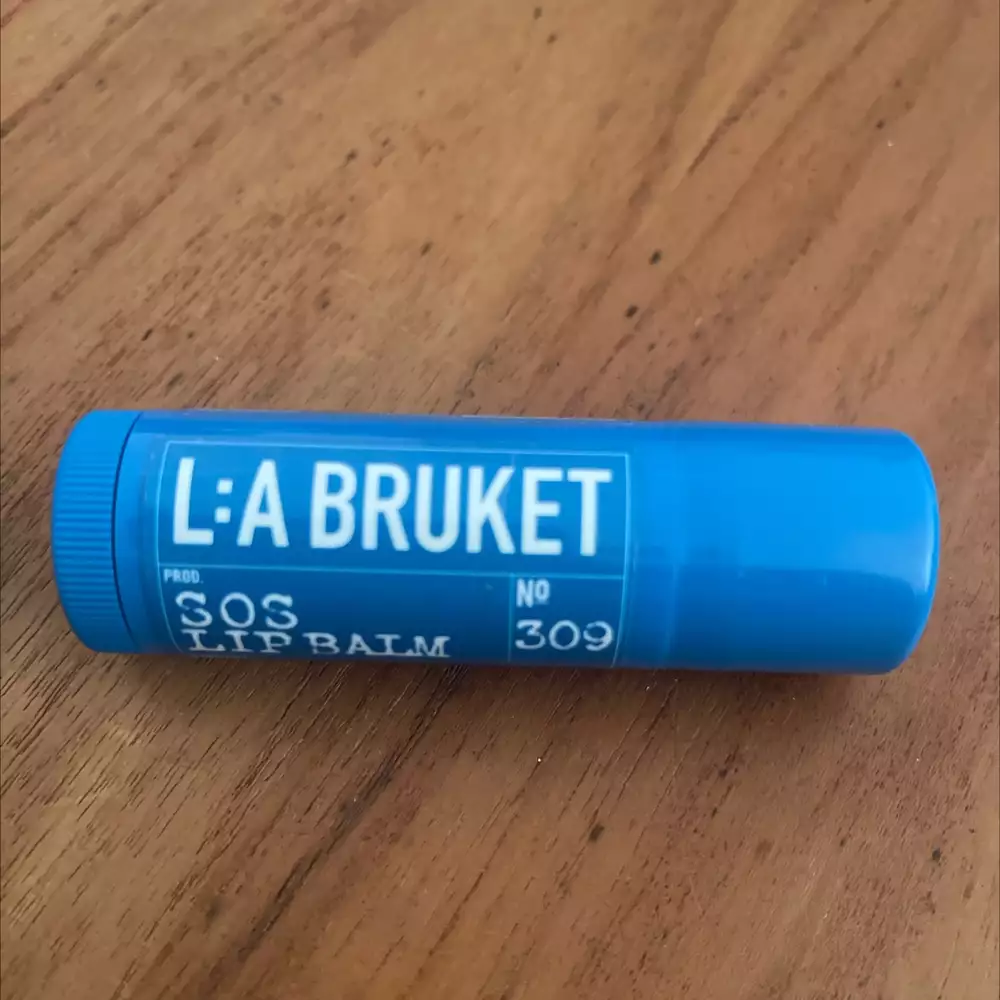 L:A BRUKET
PROD.
SOS
LIP BALM
Nº
309